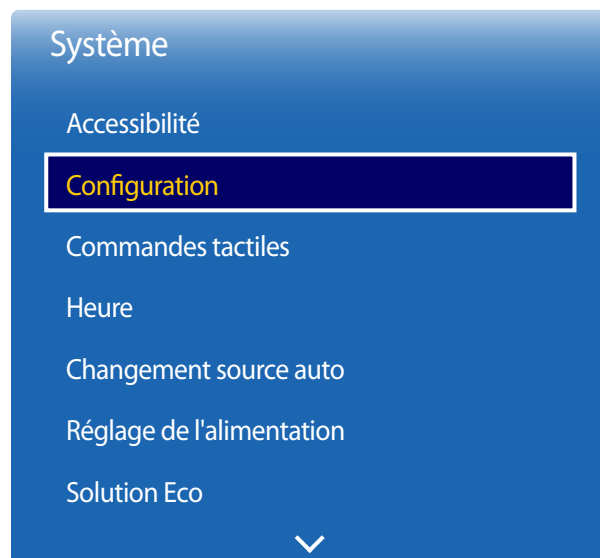 Système
Accessibilité
Configuration
Commandes tactiles
Heure
Changement source auto
Réglage de l'alimentation
Solution Eco